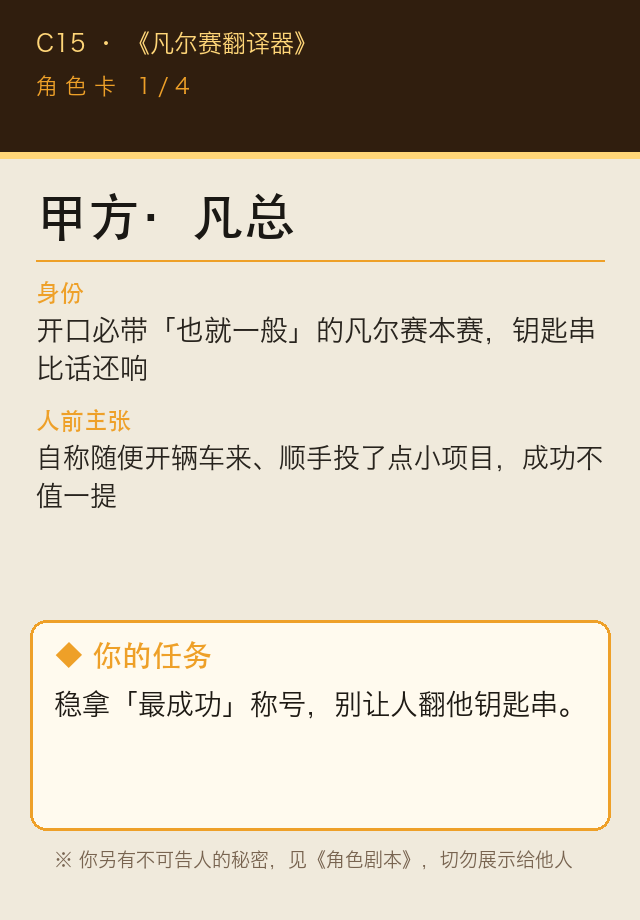 C15 · 《凡尔赛翻译器》
角色卡 1/4
甲方· 凡总
身份
开口必带「也就一般」的凡尔赛本赛，钥匙串
比话还响
人前主张
自称随便开辆车来、顺手投了点小项目，成功不
值一提
◆ 你的任务
稳拿「最成功」称号，别让人翻他钥匙串。
※ 你另有不可告人的秘密，见《角色剧本》，切勿展示给他人